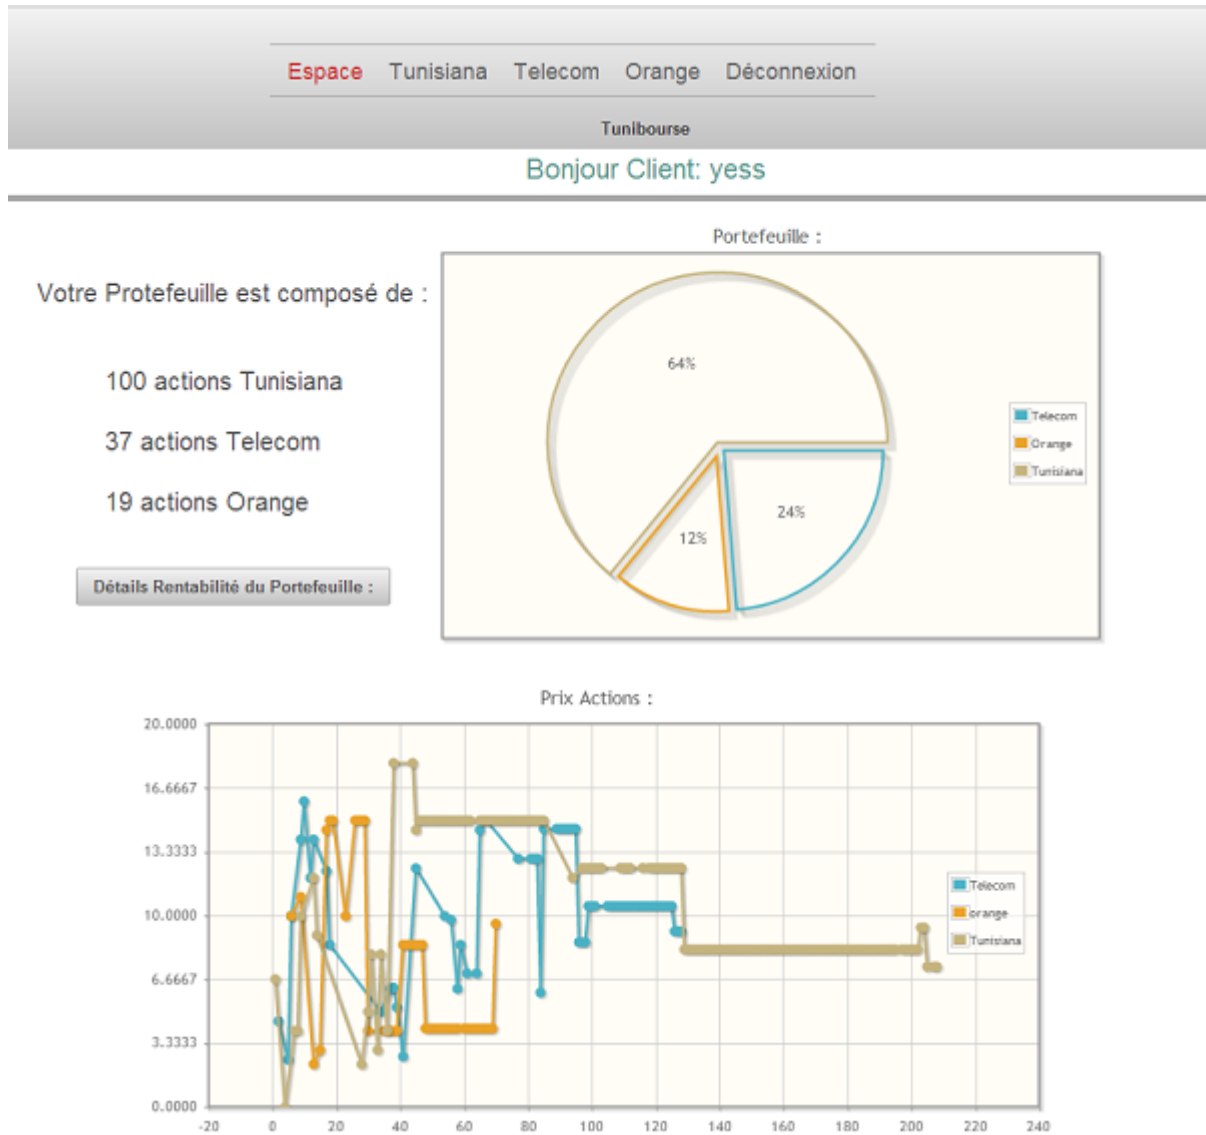 Espace Tunisiana Telecom Orange Déconnexion
Tunibourse
Bonjour Client: yess
Portefeuille :
Votre Protefeuille est composé de :
100 actions Tunisiana
37 actions Telecom
19 actions Orange
Détails Rentabilité du Portefeuille :
64%
24%
12%
Telecom
Orange
Tunisiana
Prix Actions :
20.0000
16.6667
13.3333
10.0000
6.6667
3.3333
0.0000
-20 0 20 40 60 80 100 120 140 160 180 200 220 240
Telecom
orange
Tunisiana